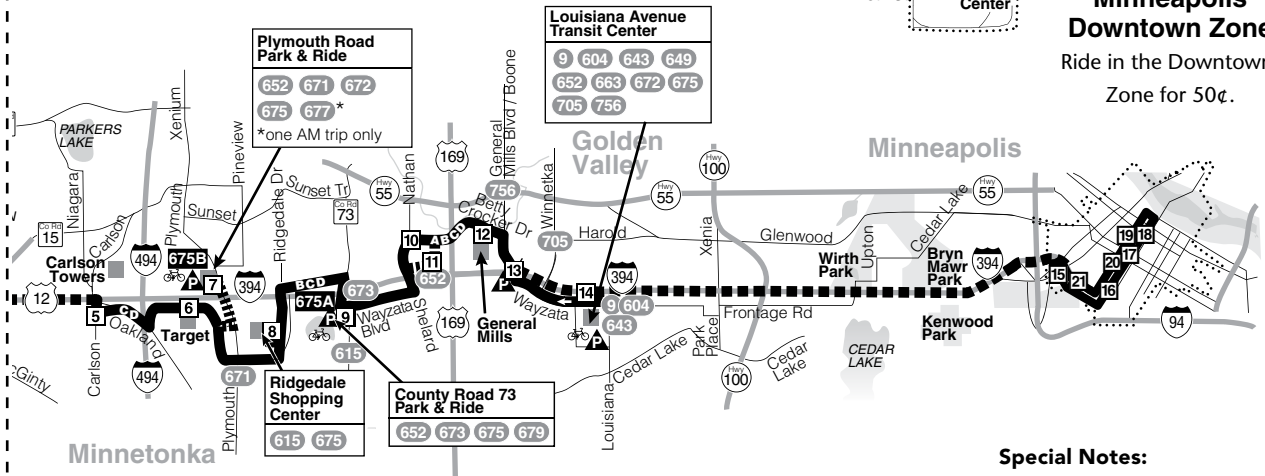 Center
Minneapolis
Downtown Zone
Ride in the Downtown
Zone for 50¢.
Louisiana Avenue
Transit Center
9 604 643 649
652 663 672 675
705 756
Plymouth Road
Park & Ride
652 671 672
675 677*
*one AM trip only
PARKERS
LAKE
Xenium
Pineview
Niagara
Carlson
Plymouth
Sunset
Ridgedale Dr
Sunset Tr
Co Rd
73
Co Rd
15
Hwy
55
Nathan
169
General
Mills Blvd / Boone
756
Betty
Crocker Dr
Winnetka
705
Harold
Golden
Valley
Hwy
55
Hwy
100
Xenia
Glenwood
Minneapolis
Cedar Lake
Hwy
55
Upton
Wirth
Park
Bryn
Mawr
Park
394
Carlson
Towers
494
675B
P
7
394
BCD
675A
P
673
10
ABCD
11
652
12
13
P
394
14
9 604
643
P
Wayzata
Frontage Rd
15
21
16
20
17
19
18
12
5
CD
Oakland
6
Target
8
9
Wayzata
Blvd
Shelard
169
General
Mills
Park
Place
Kenwood
Park
94
CEDAR
LAKE
Cedar
Lake
Cedar Lake
Hwy
100
Louisiana
615
671
494
Carlson
Plymouth
Ridgedale
Shopping
Center
615 675
County Road 73
Park & Ride
652 673 675 679
Minnetonka
Special Notes: